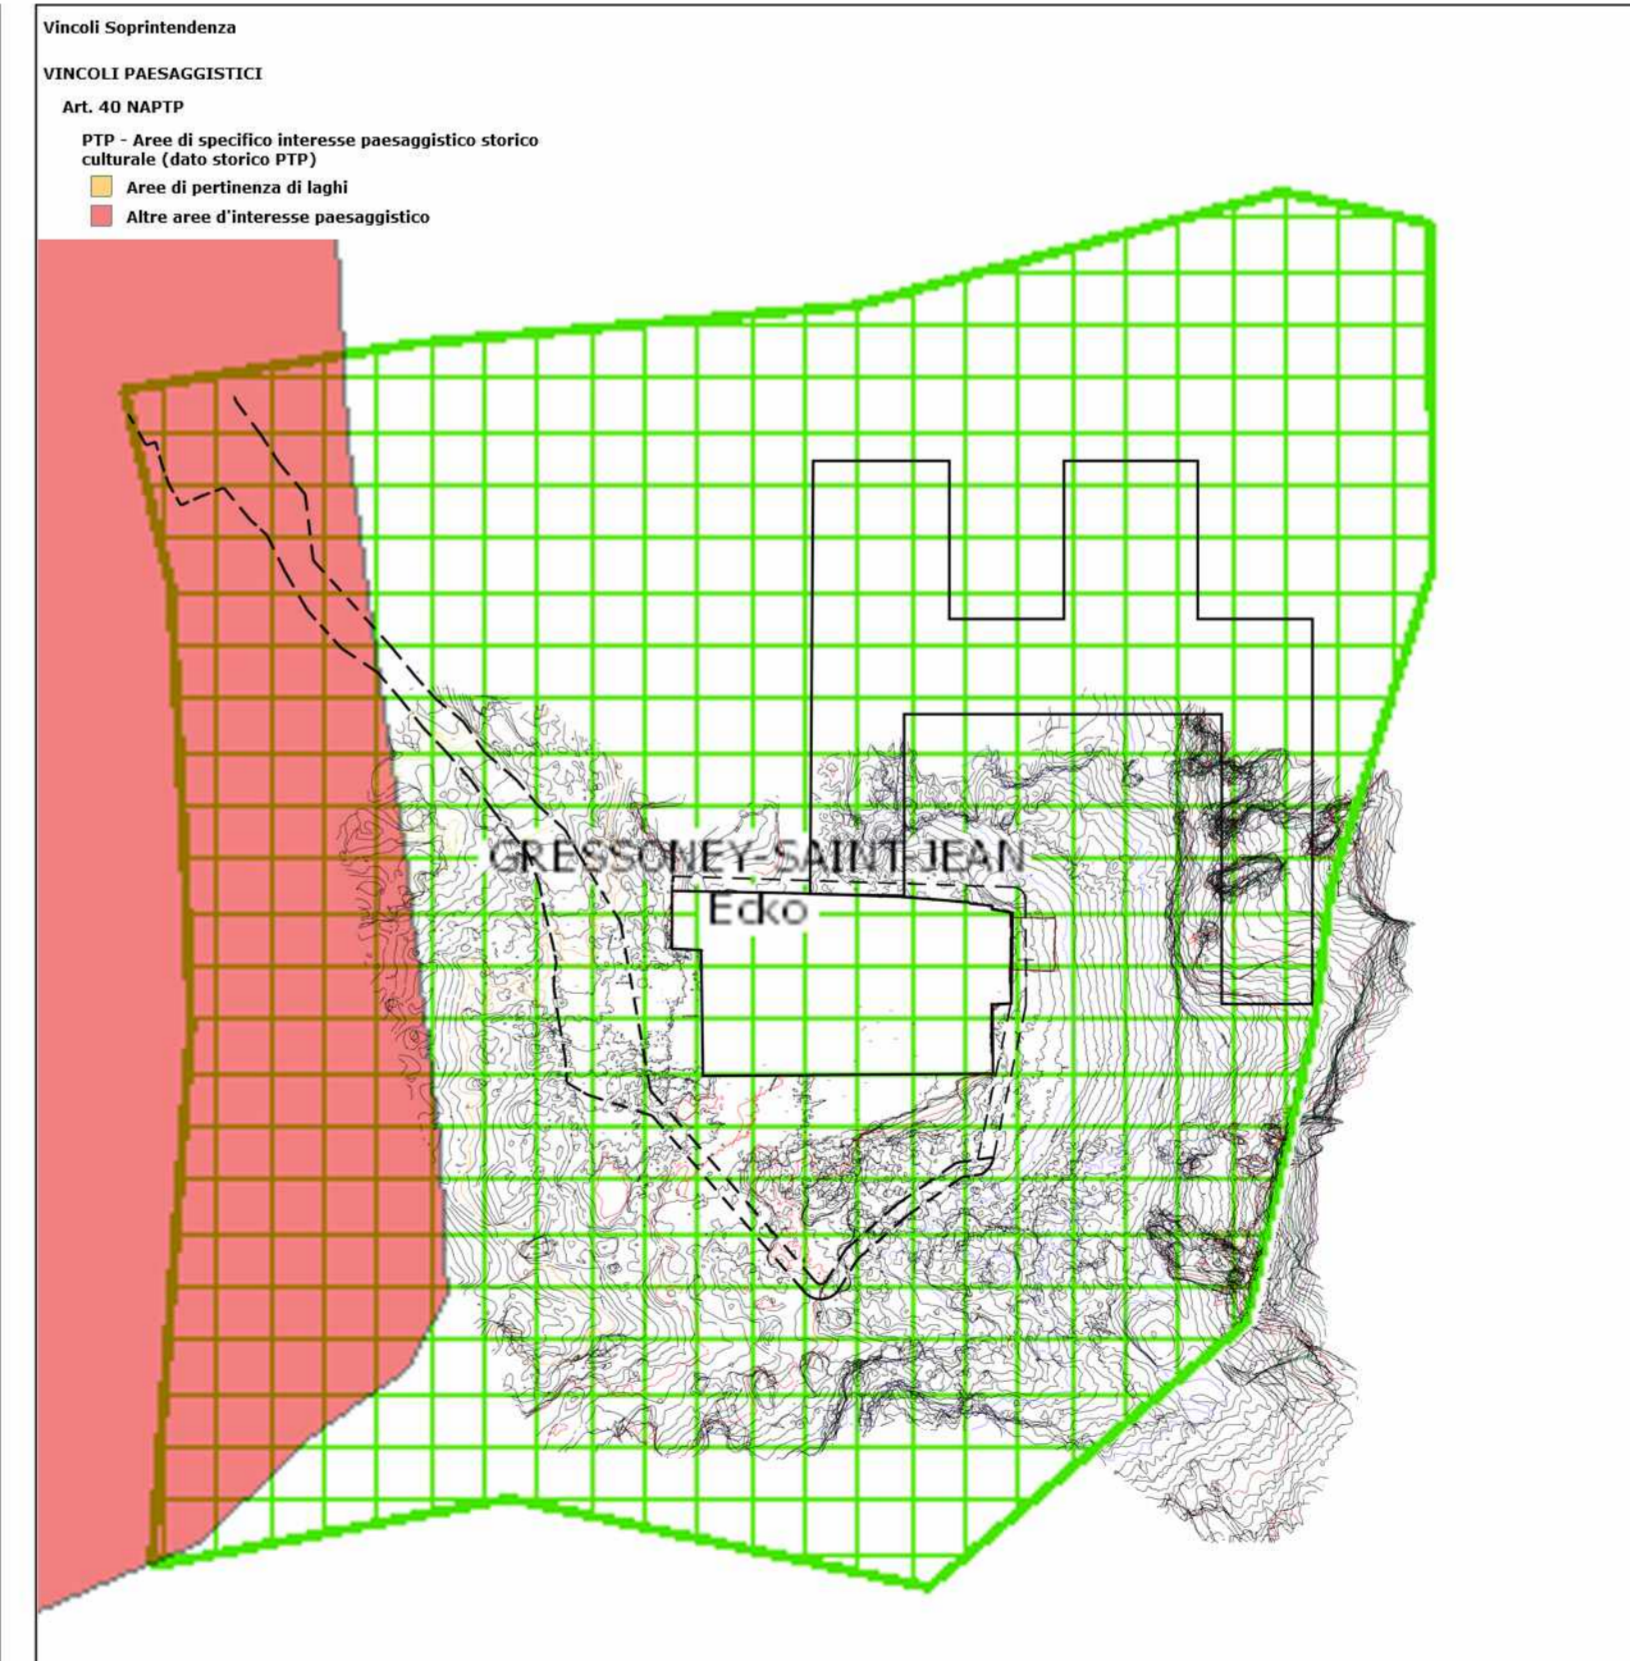 Vincoli Soprintendenza
VINCOLI PAESAGGISTICI
Art. 40 NAPTP
PTP - Aree di specifico interesse paesaggistico storico
culturale (dato storico PTP)
Aree di pertinenza di laghi
Altre aree d'interesse paesaggistico
GRESSONEY-SAINT-JEAN
Ecko